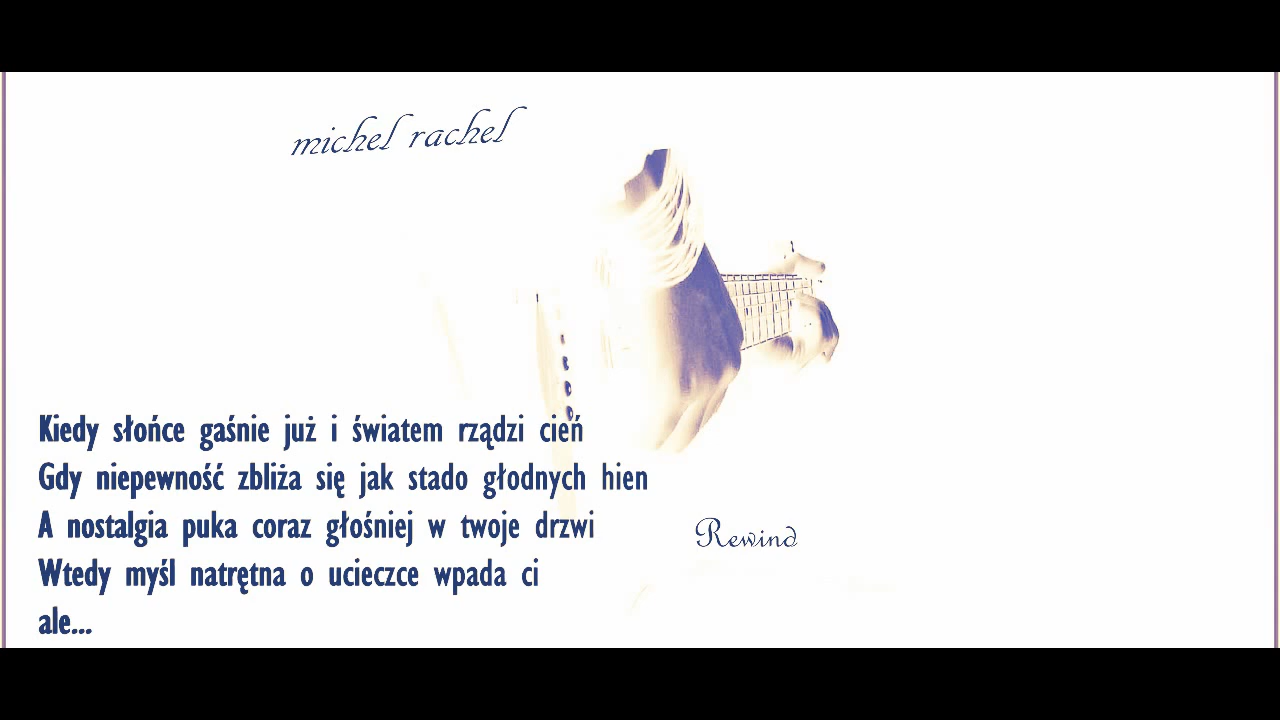 michel rachel
Kiedy słońce gaśnie już i światem rządzi cień
Gdy niepewność zbliża się jak stado głodnych hien
A nostalgia puka coraz głośniej w twoje drzwi
Wtedy myśl natrętna o ucieczce wpada ci
ale...
Rewind